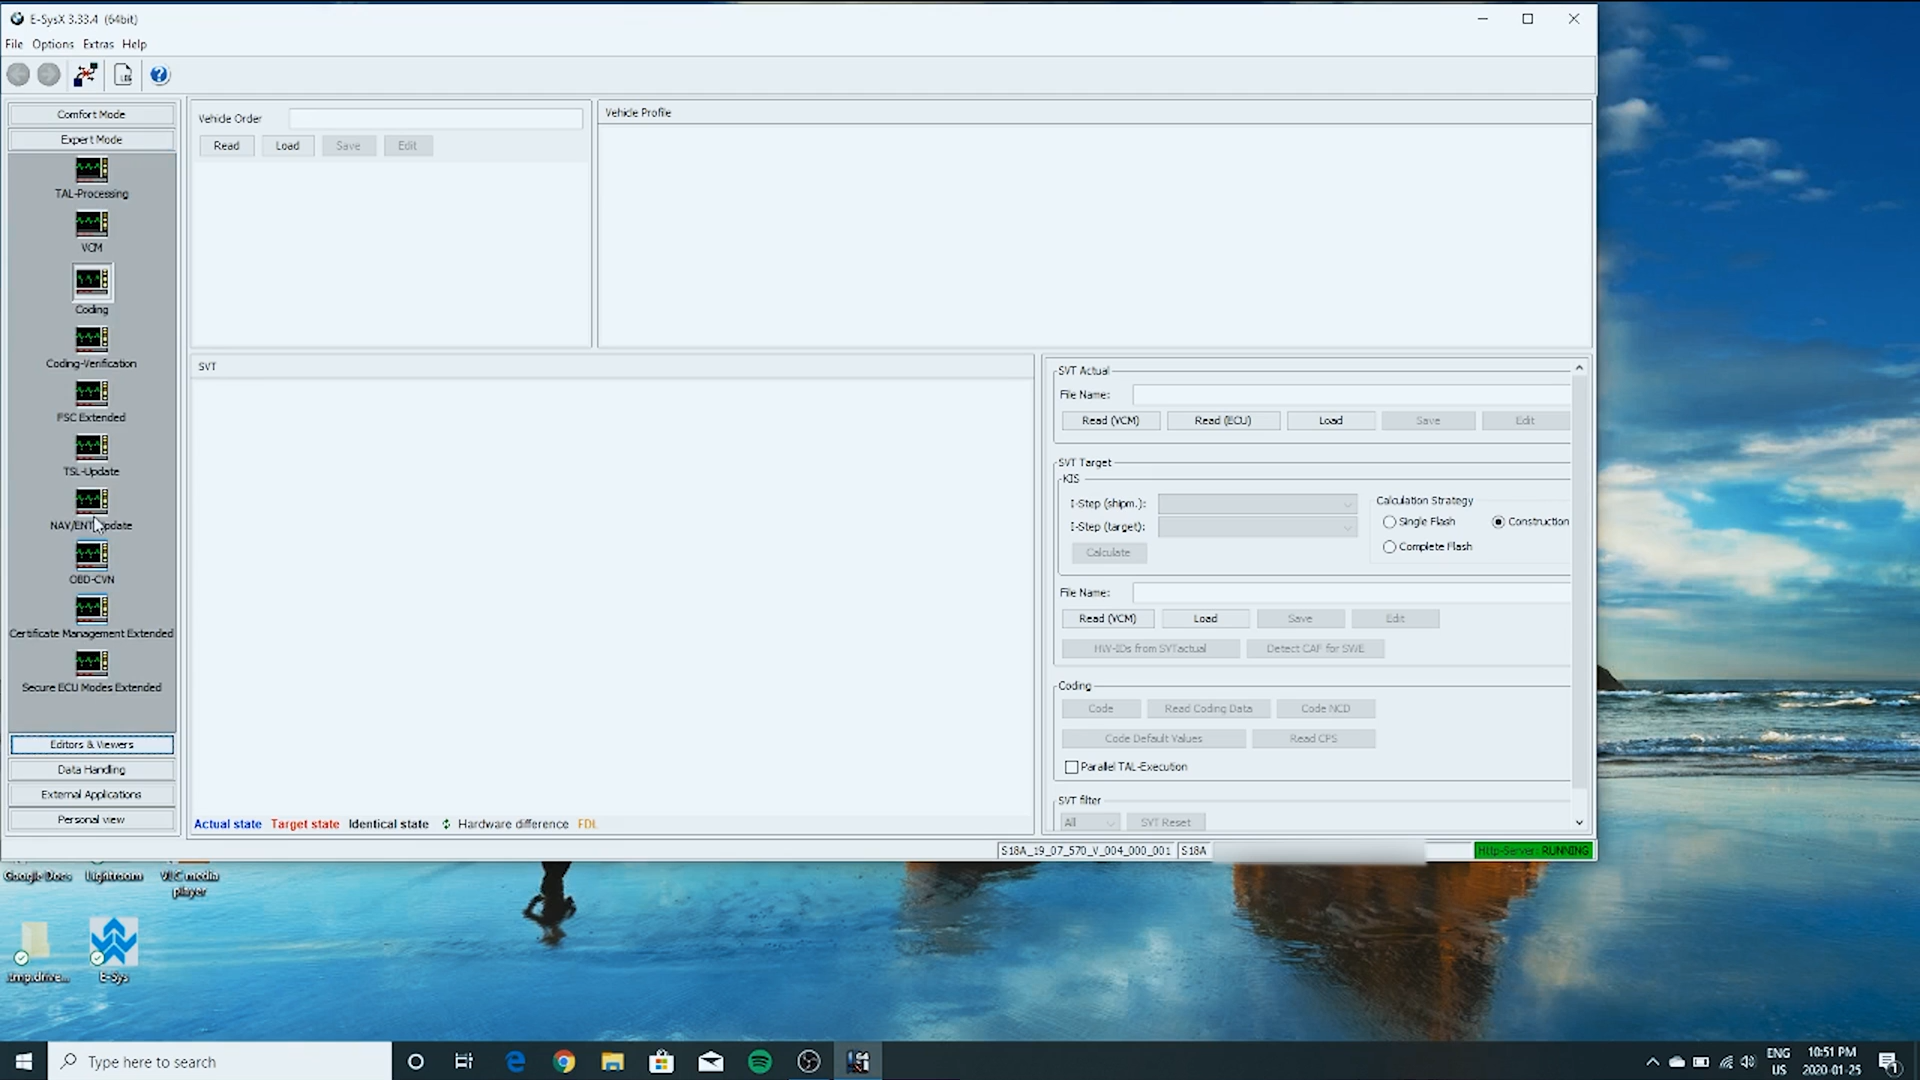 E-SysX 3.33.4 (64bit)
File Options Extras Help
LOG
?
Comfort Mode
Expert Mode
TAL-Processing
VCM
Coding
Coding-Verification
FSC Extended
TSL-Update
NAV/ENT-Update
OBD-CVN
Certificate Management Extended
Secure ECU Modes Extended
Editors & Viewers
Data Handling
External Applications
Personal view
Vehicle Order
Read Load Save Edit
Vehicle Profile
SVT
Actual state Target state Identical state Hardware difference FDL
SVT Actual
File Name:
Read (VCM) Read (ECU) Load Save Edit
SVT Target
KIS
I-Step (shipm.):
I-Step (target):
Calculate
Calculation Strategy
Single Flash Construction
Complete Flash
File Name:
Read (VCM) Load Save Edit
HW-IDs from SVTactual Detect CAF for SWE
Coding
Code Read Coding Data Code NCD
Code Default Values Read CPS
Parallel TAL-Execution
SVT filter
All SVT Reset
S18A_19_07_570_V_004_000_001 S18A Http-Server: RUNNING
Google Docs Lightroom VLC media
player
.tmp.drive... E-Sys
Type here to search
ENG
US
10:51 PM
2020-01-25
1